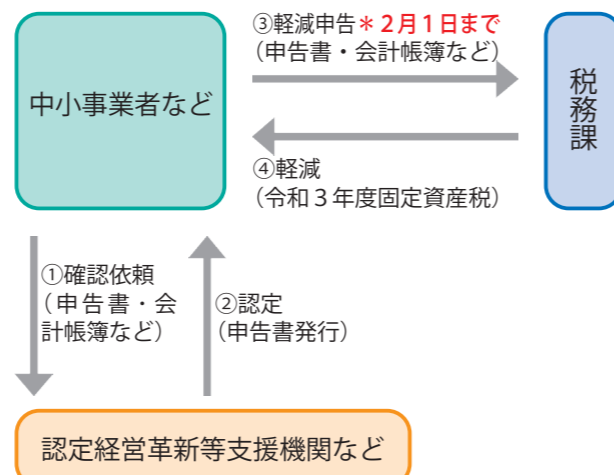 ③軽減申告＊２月１日まで
（申告書・会計帳簿など）
中小事業者など
税務課
④軽減
（令和３年度固定資産税）
①確認依頼
（申告書・会
計帳簿など）
②認定
（申告書発行）
認定経営革新等支援機関など